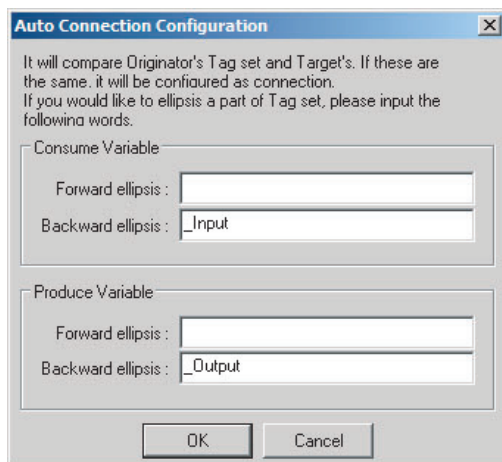 Auto Connection Configuration
It will compare Originator's Tag set and Target's. If these are
the same. it will be configured as connection.
If you would like to ellipsis a part of Tag set, please input the
following words.
Consume Variable
Forward ellipsis :
Backward ellipsis : _Input
Produce Variable
Forward ellipsis :
Backward ellipsis : _Output
OK Cancel